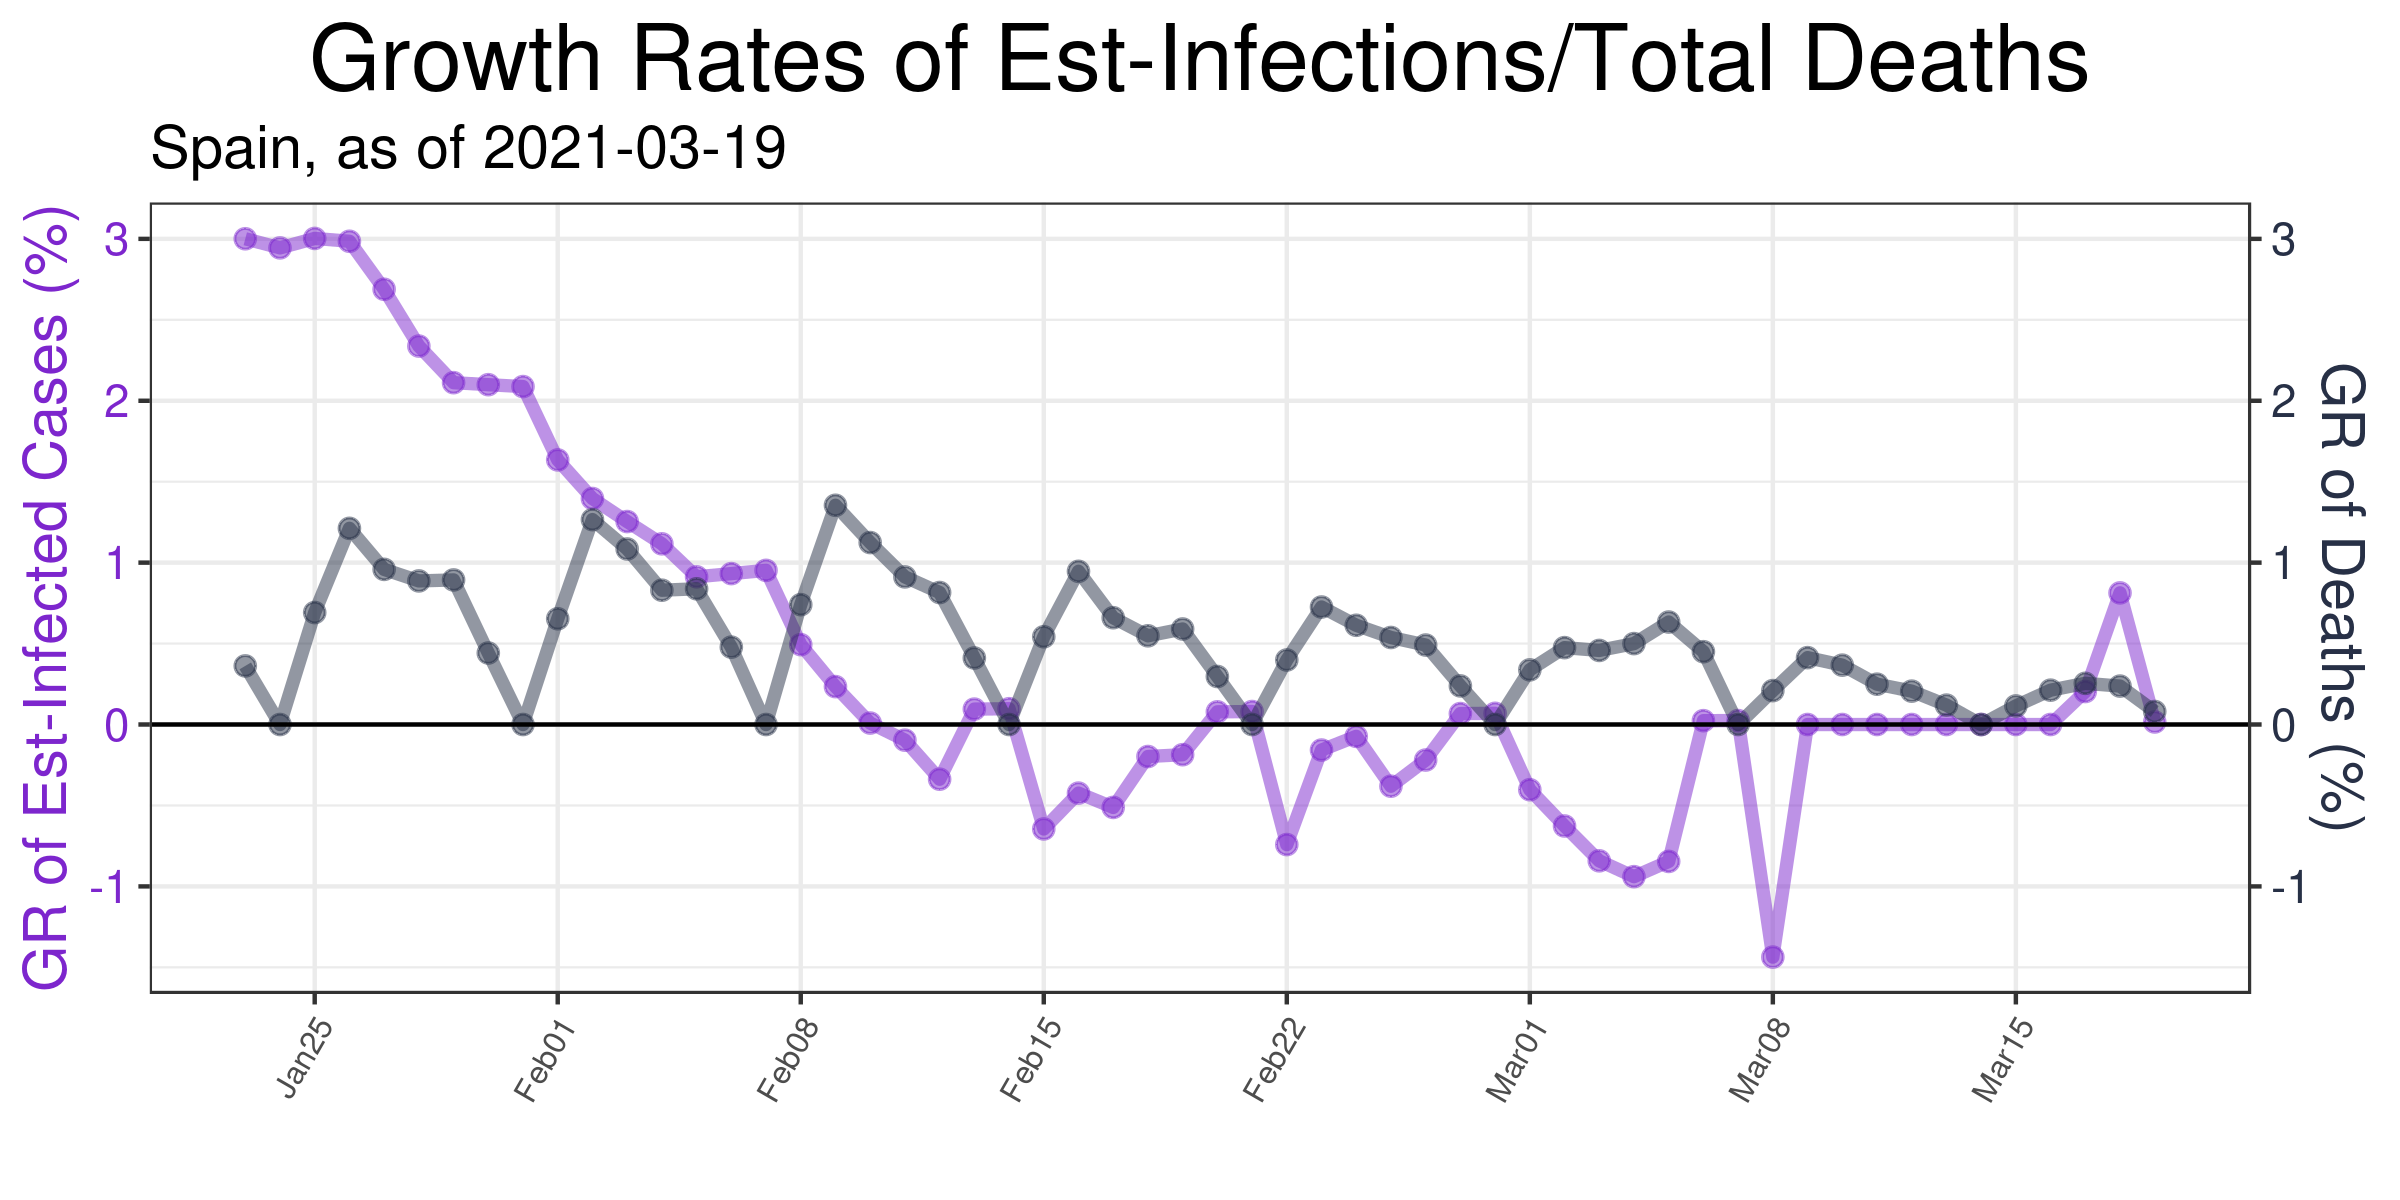 Growth Rates of Est-Infections/Total Deaths
Spain, as of 2021-03-19
GR of Est-Infected Cases (%)
3
2
1
0
-1
3
2
1
0
-1
GR of Deaths (%)
Jan25
Feb01
Feb08
Feb15
Feb22
Mar01
Mar08
Mar15